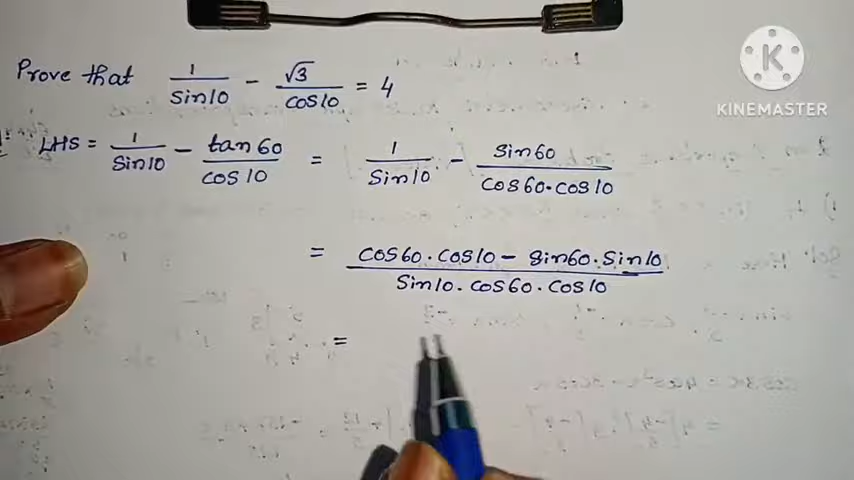 Prove that 1/Sin10 - √3/cos10 = 4
LHS = 1/Sin10 - tan60/cos10 = 1/Sin10 - Sin60/cos60.cos10
= cos60.cos10 - Sin60.Sin10/Sin10.cos60.cos10
=
K
KINEMASTER